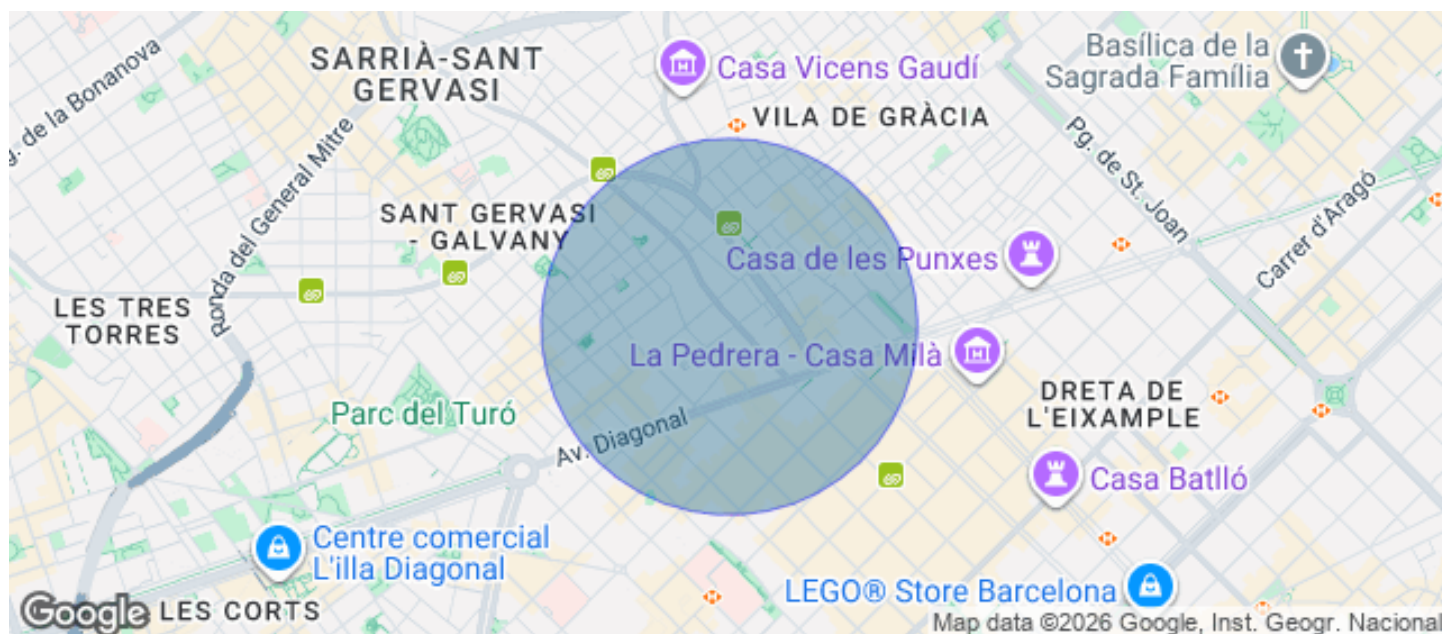 SARRIÀ-SANT
GERVASI
Casa Vicens Gaudí
Basílica de la
Sagrada Família
g. de la Bonanova
VILA DE GRÀCIA
Ronda del General Mitre
Pg. de St. Joan
Carrer d'Aragó
SANT GERVASI
- GALVANY
Casa de les Punxes
LES TRES
TORRES
La Pedrera - Casa Milà
DRETA DE
L'EIXAMPLE
Parc del Turó
Av. Diagonal
Casa Batlló
Centre comercial
L'illa Diagonal
LEGO® Store Barcelona
Google
LES CORTS
Map data ©2026 Google, Inst. Geogr. Nacional